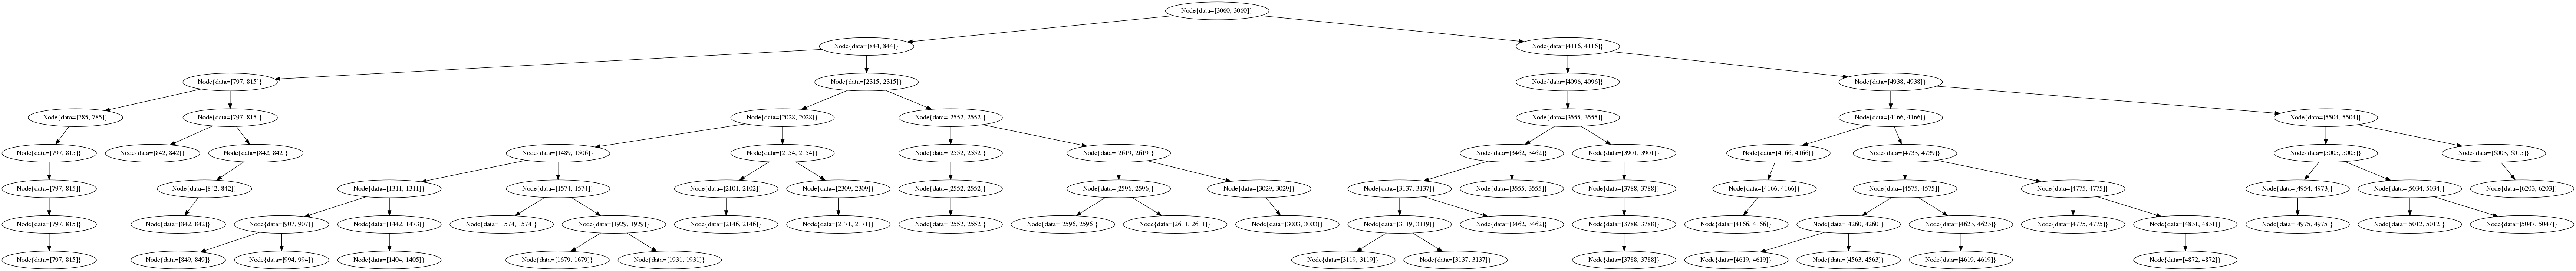 Node{data=[3060, 3060]}
Node{data=[844, 844]}
Node{data=[4116, 4116]}
Node{data=[797, 815]}
Node{data=[2315, 2315]}
Node{data=[4096, 4096]}
Node{data=[4938, 4938]}
Node{data=[785, 785]}
Node{data=[797, 815]}
Node{data=[2028, 2028]}
Node{data=[2552, 2552]}
Node{data=[3555, 3555]}
Node{data=[4166, 4166]}
Node{data=[5504, 5504]}
Node{data=[797, 815]}
Node{data=[842, 842]}
Node{data=[842, 842]}
Node{data=[1489, 1506]}
Node{data=[2154, 2154]}
Node{data=[2552, 2552]}
Node{data=[2619, 2619]}
Node{data=[3462, 3462]}
Node{data=[3901, 3901]}
Node{data=[4166, 4166]}
Node{data=[4733, 4739]}
Node{data=[5005, 5005]}
Node{data=[6003, 6015]}
Node{data=[797, 815]}
Node{data=[842, 842]}
Node{data=[1311, 1311]}
Node{data=[1574, 1574]}
Node{data=[2101, 2102]}
Node{data=[2309, 2309]}
Node{data=[2552, 2552]}
Node{data=[2596, 2596]}
Node{data=[3029, 3029]}
Node{data=[3137, 3137]}
Node{data=[3555, 3555]}
Node{data=[3788, 3788]}
Node{data=[4166, 4166]}
Node{data=[4575, 4575]}
Node{data=[4775, 4775]}
Node{data=[4954, 4973]}
Node{data=[5034, 5034]}
Node{data=[6203, 6203]}
Node{data=[797, 815]}
Node{data=[842, 842]}
Node{data=[907, 907]}
Node{data=[1442, 1473]}
Node{data=[1574, 1574]}
Node{data=[1929, 1929]}
Node{data=[2146, 2146]}
Node{data=[2171, 2171]}
Node{data=[2552, 2552]}
Node{data=[2596, 2596]}
Node{data=[2611, 2611]}
Node{data=[3003, 3003]}
Node{data=[3119, 3119]}
Node{data=[3462, 3462]}
Node{data=[3788, 3788]}
Node{data=[4166, 4166]}
Node{data=[4260, 4260]}
Node{data=[4623, 4623]}
Node{data=[4775, 4775]}
Node{data=[4831, 4831]}
Node{data=[4975, 4975]}
Node{data=[5012, 5012]}
Node{data=[5047, 5047]}
Node{data=[797, 815]}
Node{data=[849, 849]}
Node{data=[994, 994]}
Node{data=[1404, 1405]}
Node{data=[1679, 1679]}
Node{data=[1931, 1931]}
Node{data=[3119, 3119]}
Node{data=[3137, 3137]}
Node{data=[3788, 3788]}
Node{data=[4619, 4619]}
Node{data=[4563, 4563]}
Node{data=[4619, 4619]}
Node{data=[4872, 4872]}